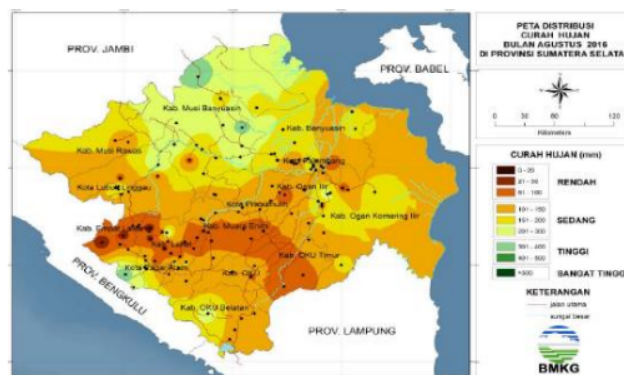 PETA DISTRIBUSI
CURAH HUJAN
BULAN AGUSTUS 2016
DI PROVINSI SUMATERA SELATA
0 30 60 120
Kilometers
CURAH HUJAN (mm)
0 - 20
21 - 50
51 - 100
RENDAH
101 - 150
151 - 200
201 - 300
SEDANG
301 - 400
401 - 500
TINGGI
>500
SANGAT TINGG
KETERANGAN
jalan utama
sungai besar
BMKG
PROV. JAMBI
PROV. BABEL
Kab. Musi Banyuasin
Kab. Banyuasin
Kab. Musi Rawas
Kota Palembang
Kota Lubuk Linggau
Kab. Ogan Ilir
Kota Prabumulih
Kab. Ogan Komering Ilir
Kab. Muara Enim
Kab. Lahat
Kab. OKU Timur
Kab. OKU
Kab. OKU Selatan
PROV. BENGKULU
PROV. LAMPUNG